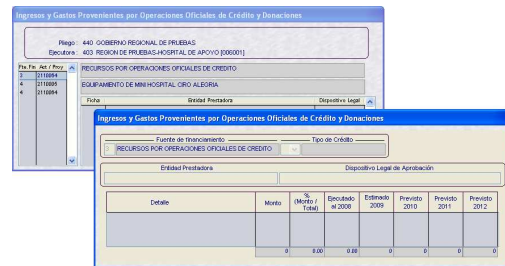 Ingresos y Gastos Provenientes por Operaciones Oficiales de Crédito y Donaciones
Pliego : 440 GOBIERNO REGIONAL DE PRUEBAS
Ejecutora : 403 REGION DE PRUEBAS-HOSPITAL DE APOYO [006001]
Fte. Fin Act / Proy RECURSOS POR OPERACIONES OFICIALES DE CREDITO
3 2110894
4 2110895 EQUIPAMIENTO DE MINI HOSPITAL CIRO ALEGRIA
4 2110894
Ficha Entidad Prestadora Dispositivo Legal
Ingresos y Gastos Provenientes por Operaciones Oficiales de Crédito y Donaciones
Fuente de financiamiento Tipo de Crédito
3 RECURSOS POR OPERACIONES OFICIALES DE CREDITO
Entidad Prestadora Dispositivo Legal de Aprobación
Detalle Monto % (Monto / Total) Ejecutado al 2008 Estimado 2009 Previsto 2010 Previsto 2011 Previsto 2012
0 0.00 0.00 0 0 0 0